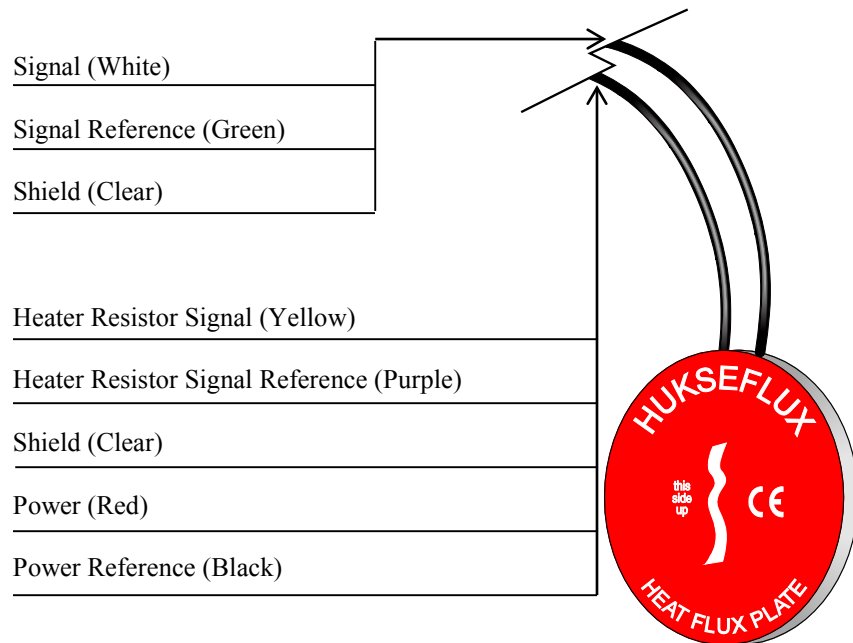 Signal (White)
Signal Reference (Green)
Shield (Clear)
Heater Resistor Signal (Yellow)
Heater Resistor Signal Reference (Purple)
Shield (Clear)
Power (Red)
Power Reference (Black)
HUKSEFLUX
this
side
up
CE
HEAT FLUX PLATE